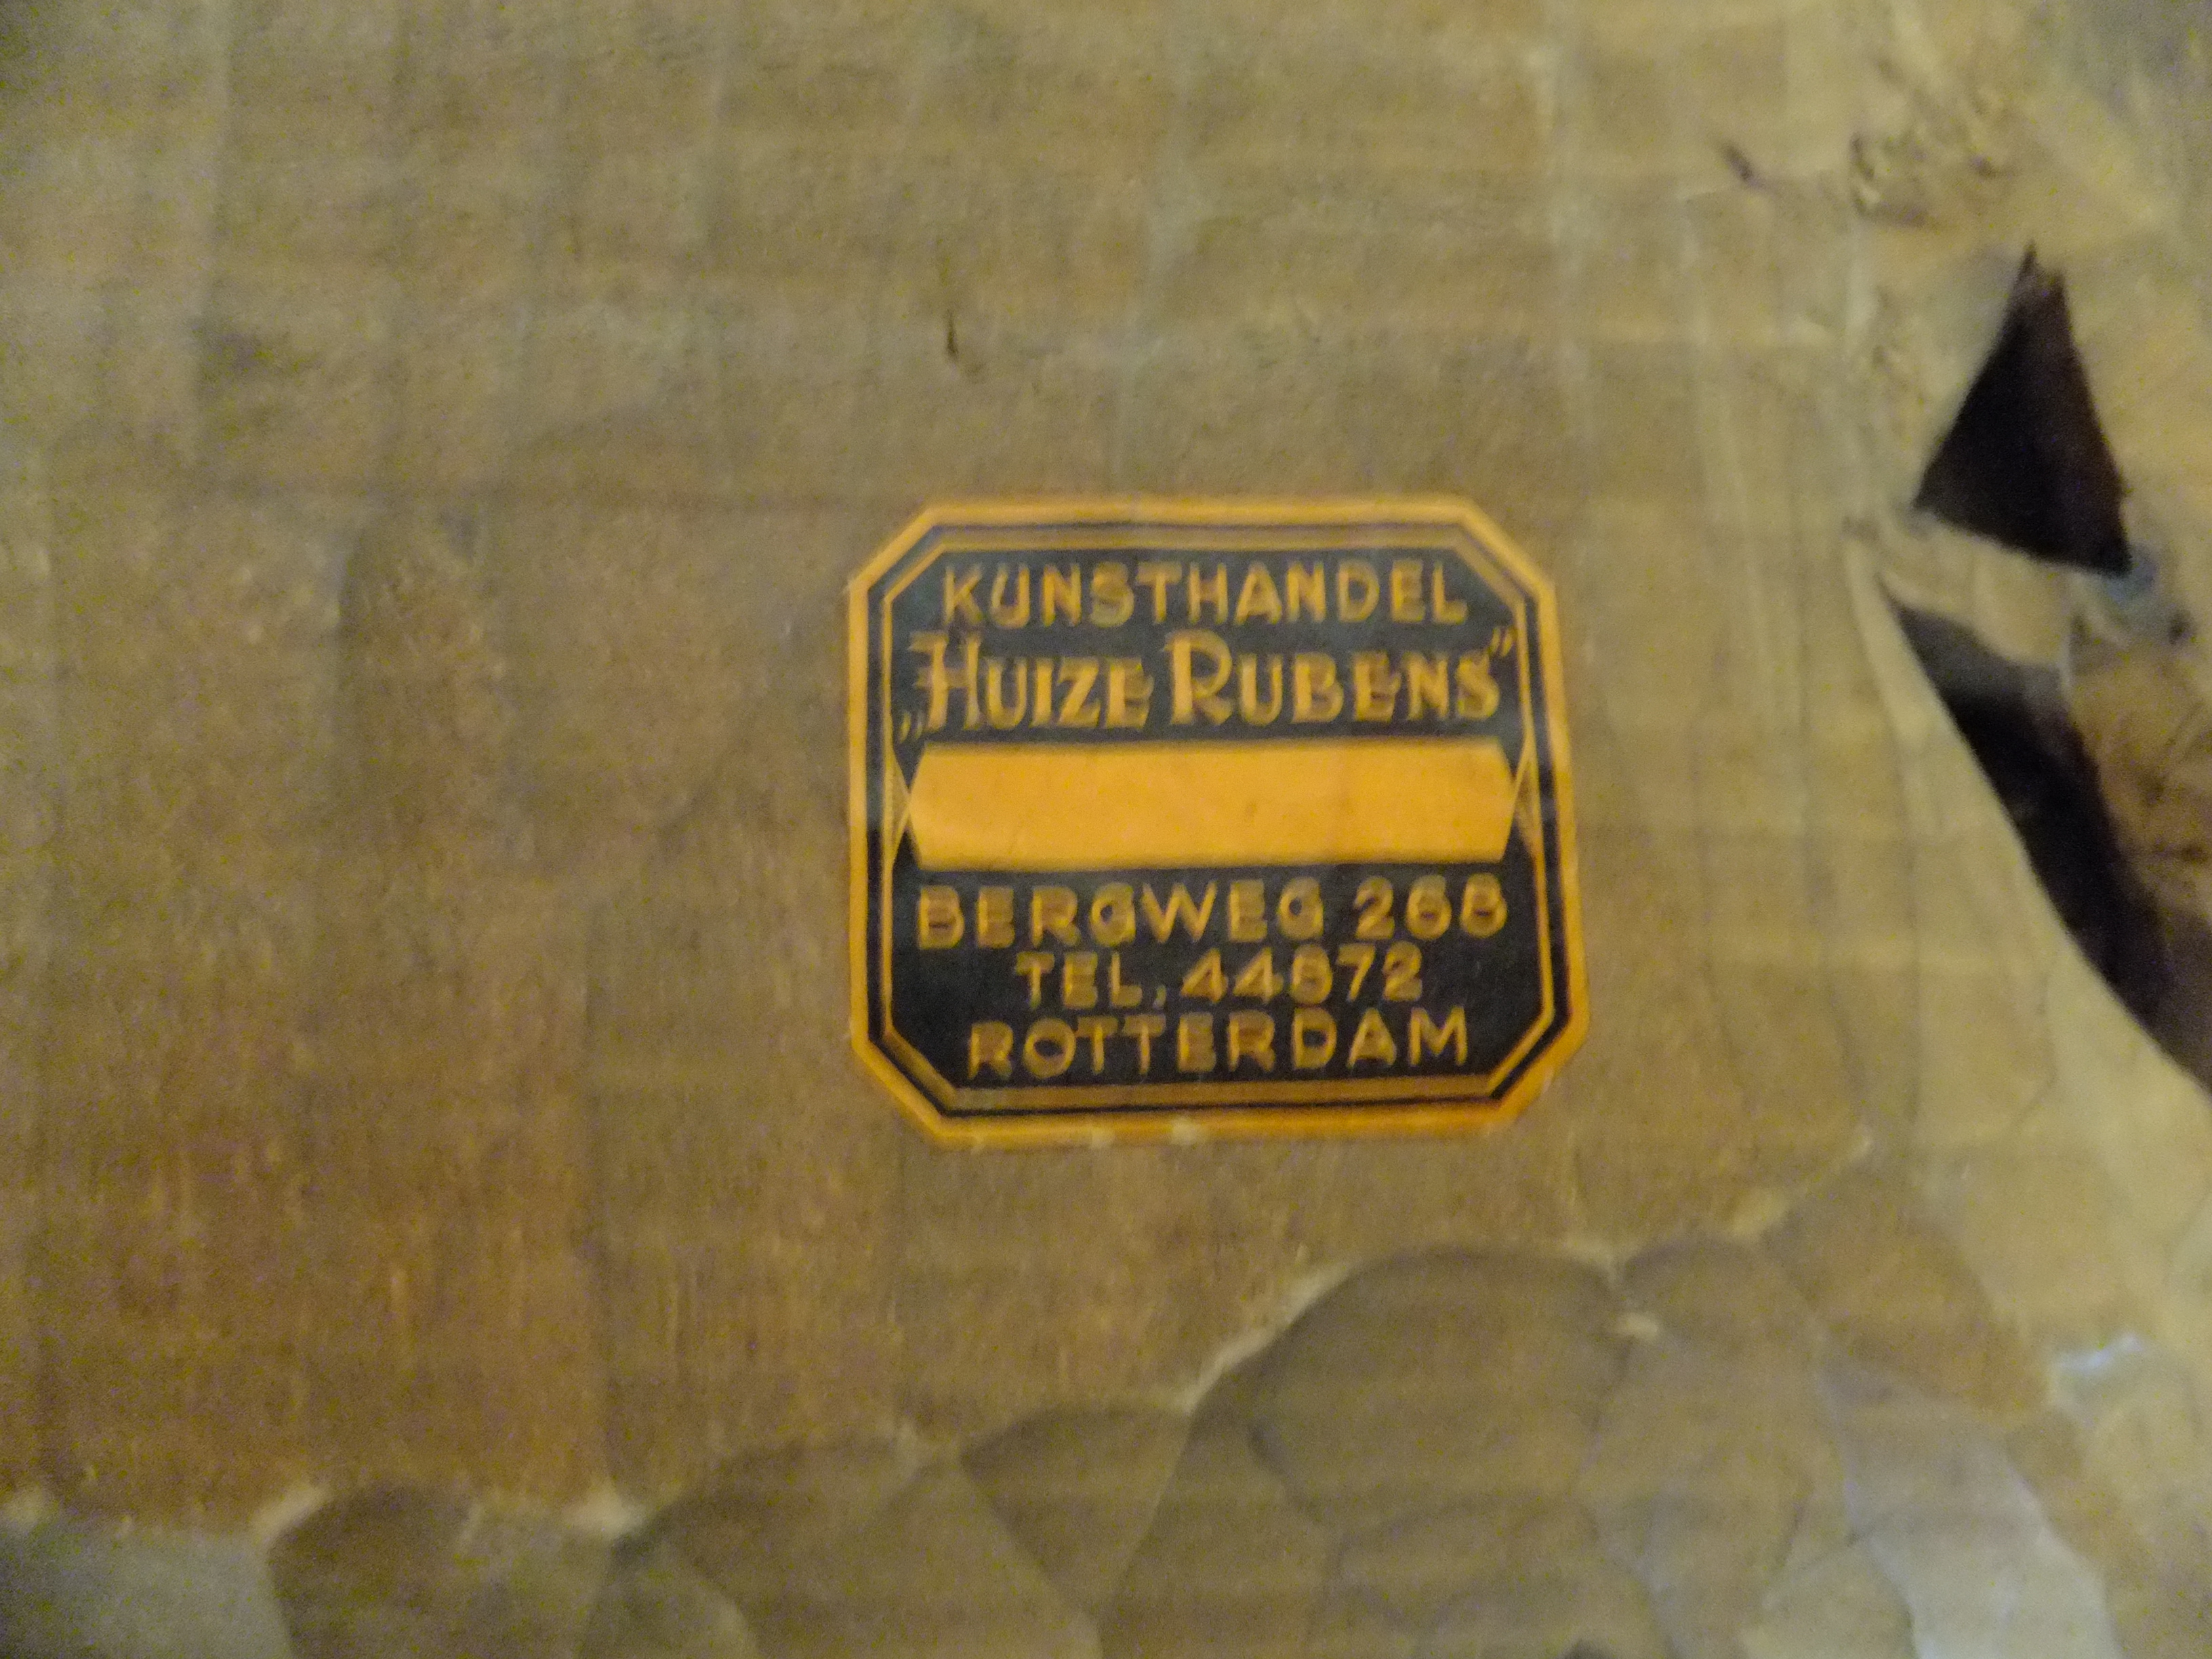 KUNSTHANDEL
„HUIZE RUBENS”
BERGWEG 268
TEL. 44872
ROTTERDAM